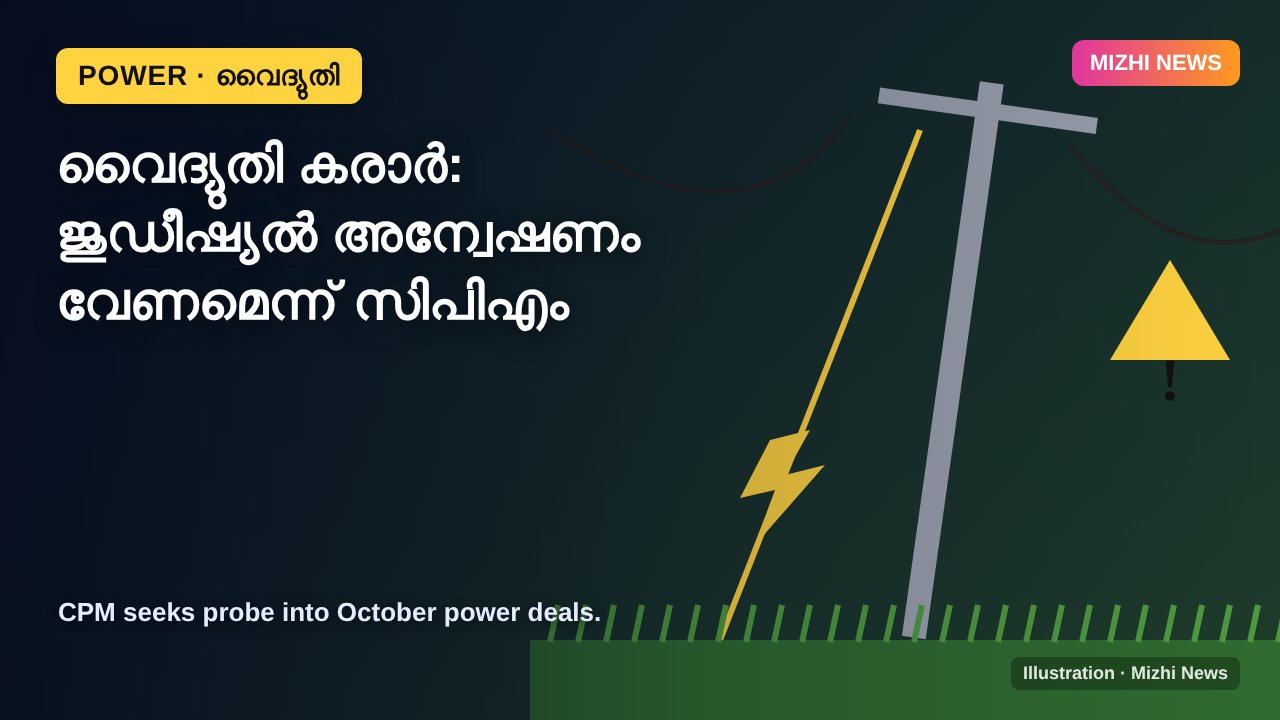 POWER · വൈദ്യുതി
MIZHI NEWS
വൈദ്യുതി കരാർ:
ജുഡീഷ്യൽ അന്വേഷണം
വേണമെന്ന് സിപിഎം
CPM seeks probe into October power deals.
Illustration · Mizhi News